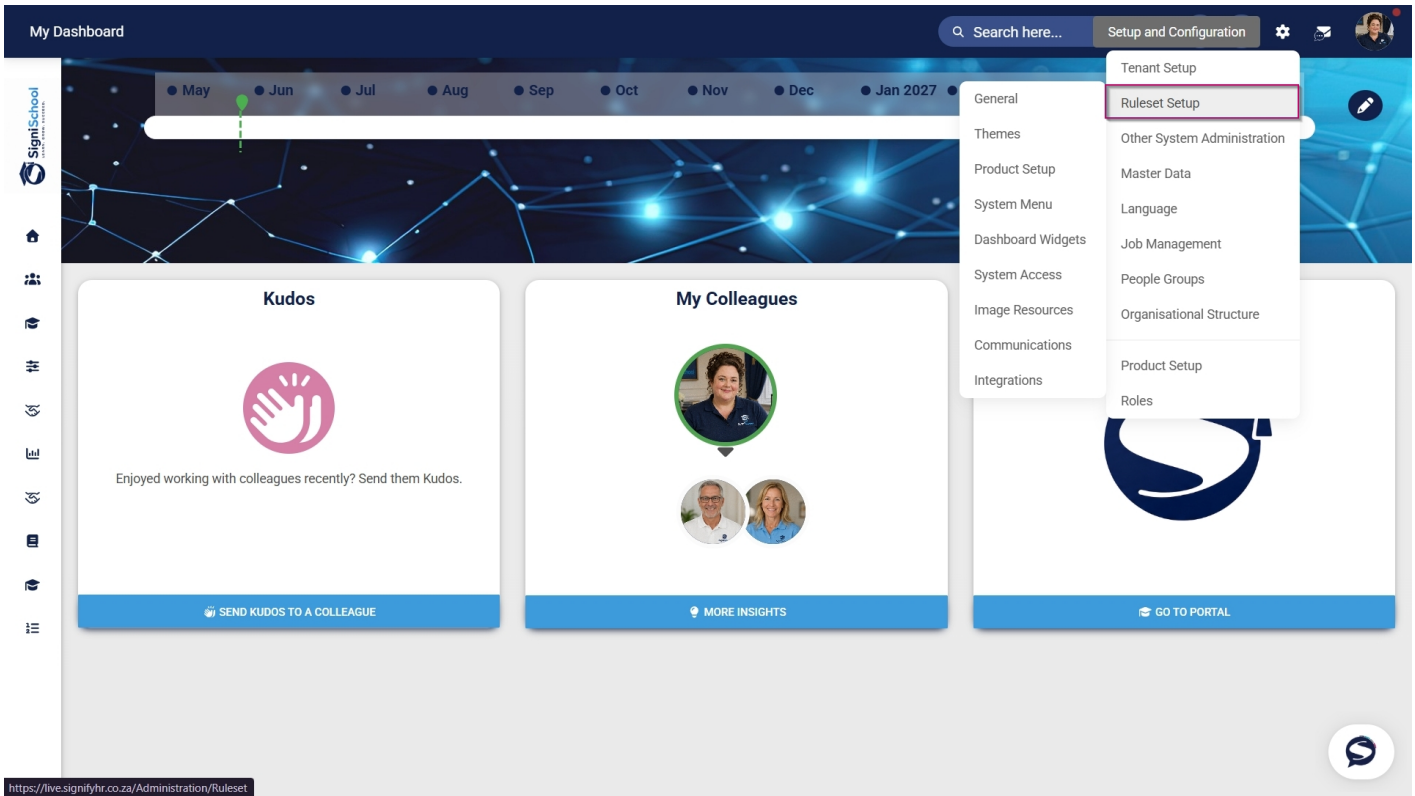 My Dashboard
Search here...
Setup and Configuration
SigniSchool
May
Jun
Jul
Aug
Sep
Oct
Nov
Dec
Jan 2027
General
Themes
Product Setup
System Menu
Dashboard Widgets
System Access
Image Resources
Communications
Integrations
Tenant Setup
Ruleset Setup
Other System Administration
Master Data
Language
Job Management
People Groups
Organisational Structure
Product Setup
Roles
Kudos
Enjoyed working with colleagues recently? Send them Kudos.
SEND KUDOS TO A COLLEAGUE
My Colleagues
MORE INSIGHTS
GO TO PORTAL
https://live.signifyhr.co.za/Administration/Ruleset